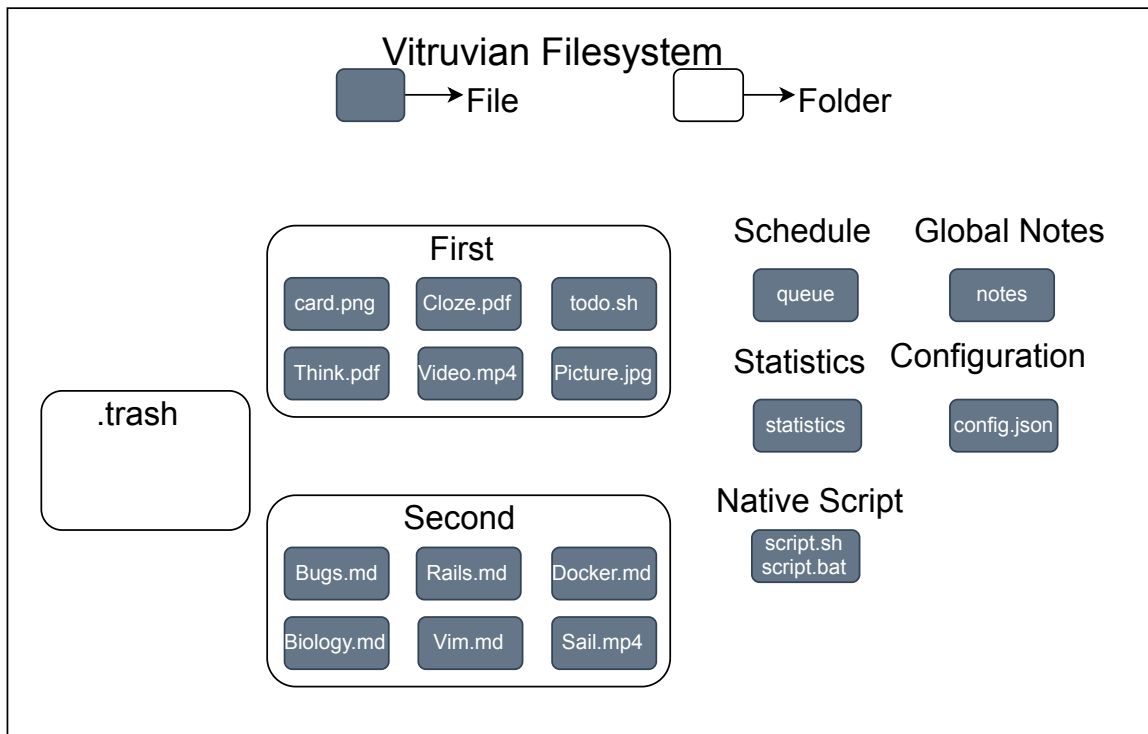 Vitruvian Filesystem
File
Folder
First
card.png
Cloze.pdf
todo.sh
Think.pdf
Video.mp4
Picture.jpg
.trash
Second
Bugs.md
Rails.md
Docker.md
Biology.md
Vim.md
Sail.mp4
Schedule
queue
Global Notes
notes
Statistics
statistics
Configuration
config.json
Native Script
script.sh
script.bat